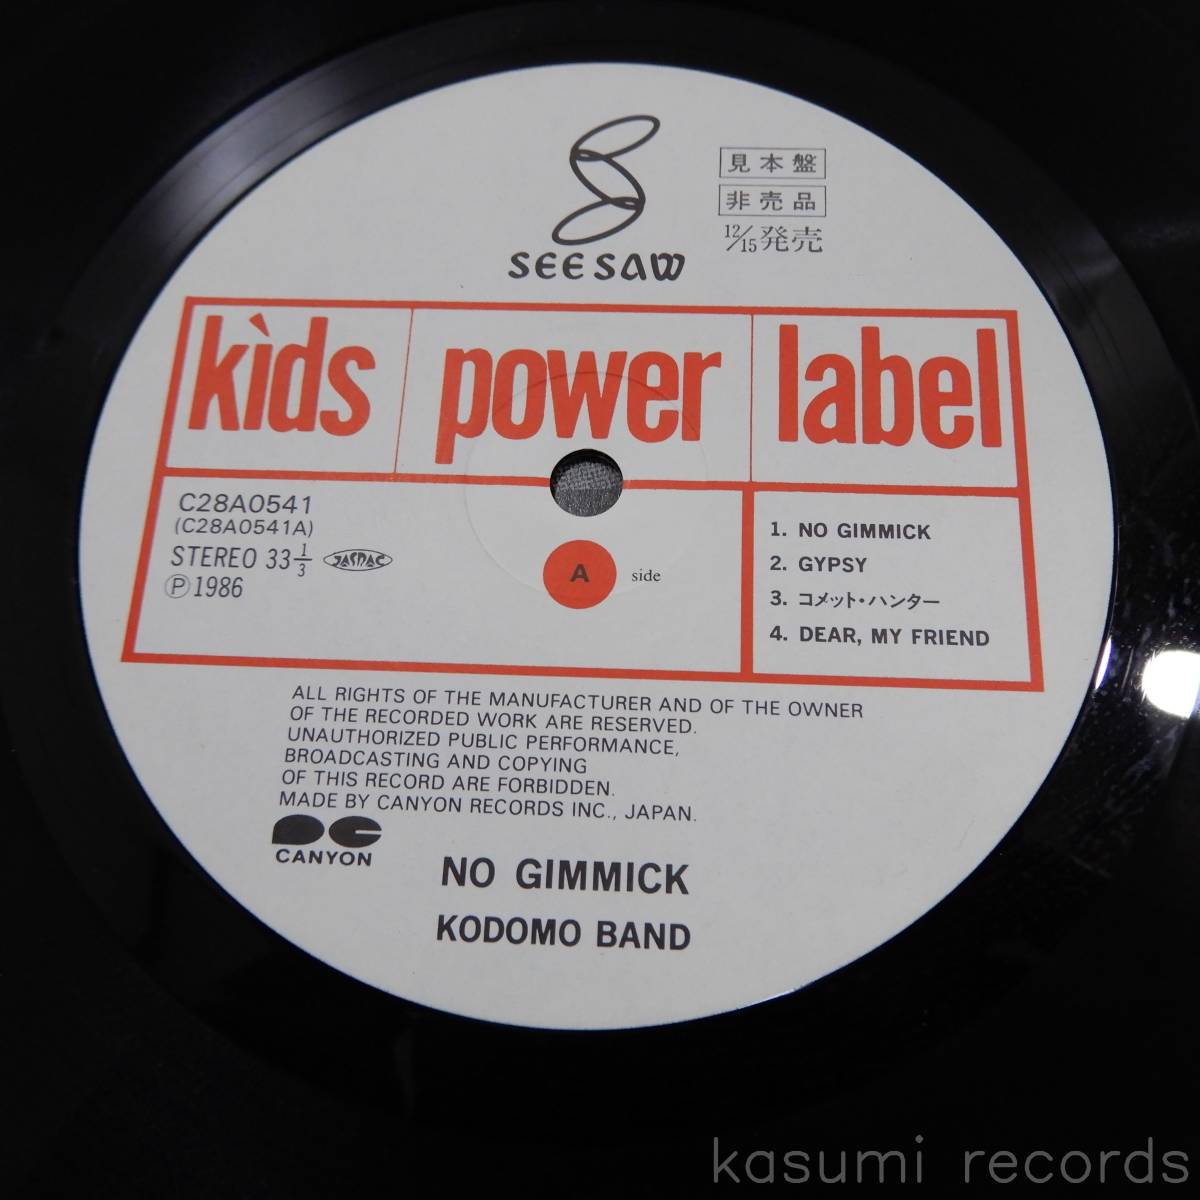 SEE SAW
見本盤
非売品
12/15発売
kìds power label
C28A0541
(C28A0541A)
STEREO 33 1/3 JASRAC
Ⓟ1986
A side
1. NO GIMMICK
2. GYPSY
3. コメット・ハンター
4. DEAR, MY FRIEND
ALL RIGHTS OF THE MANUFACTURER AND OF THE OWNER
OF THE RECORDED WORK ARE RESERVED.
UNAUTHORIZED PUBLIC PERFORMANCE,
BROADCASTING AND COPYING
OF THIS RECORD ARE FORBIDDEN.
MADE BY CANYON RECORDS INC., JAPAN.
CANYON
NO GIMMICK
KODOMO BAND
kasumi records